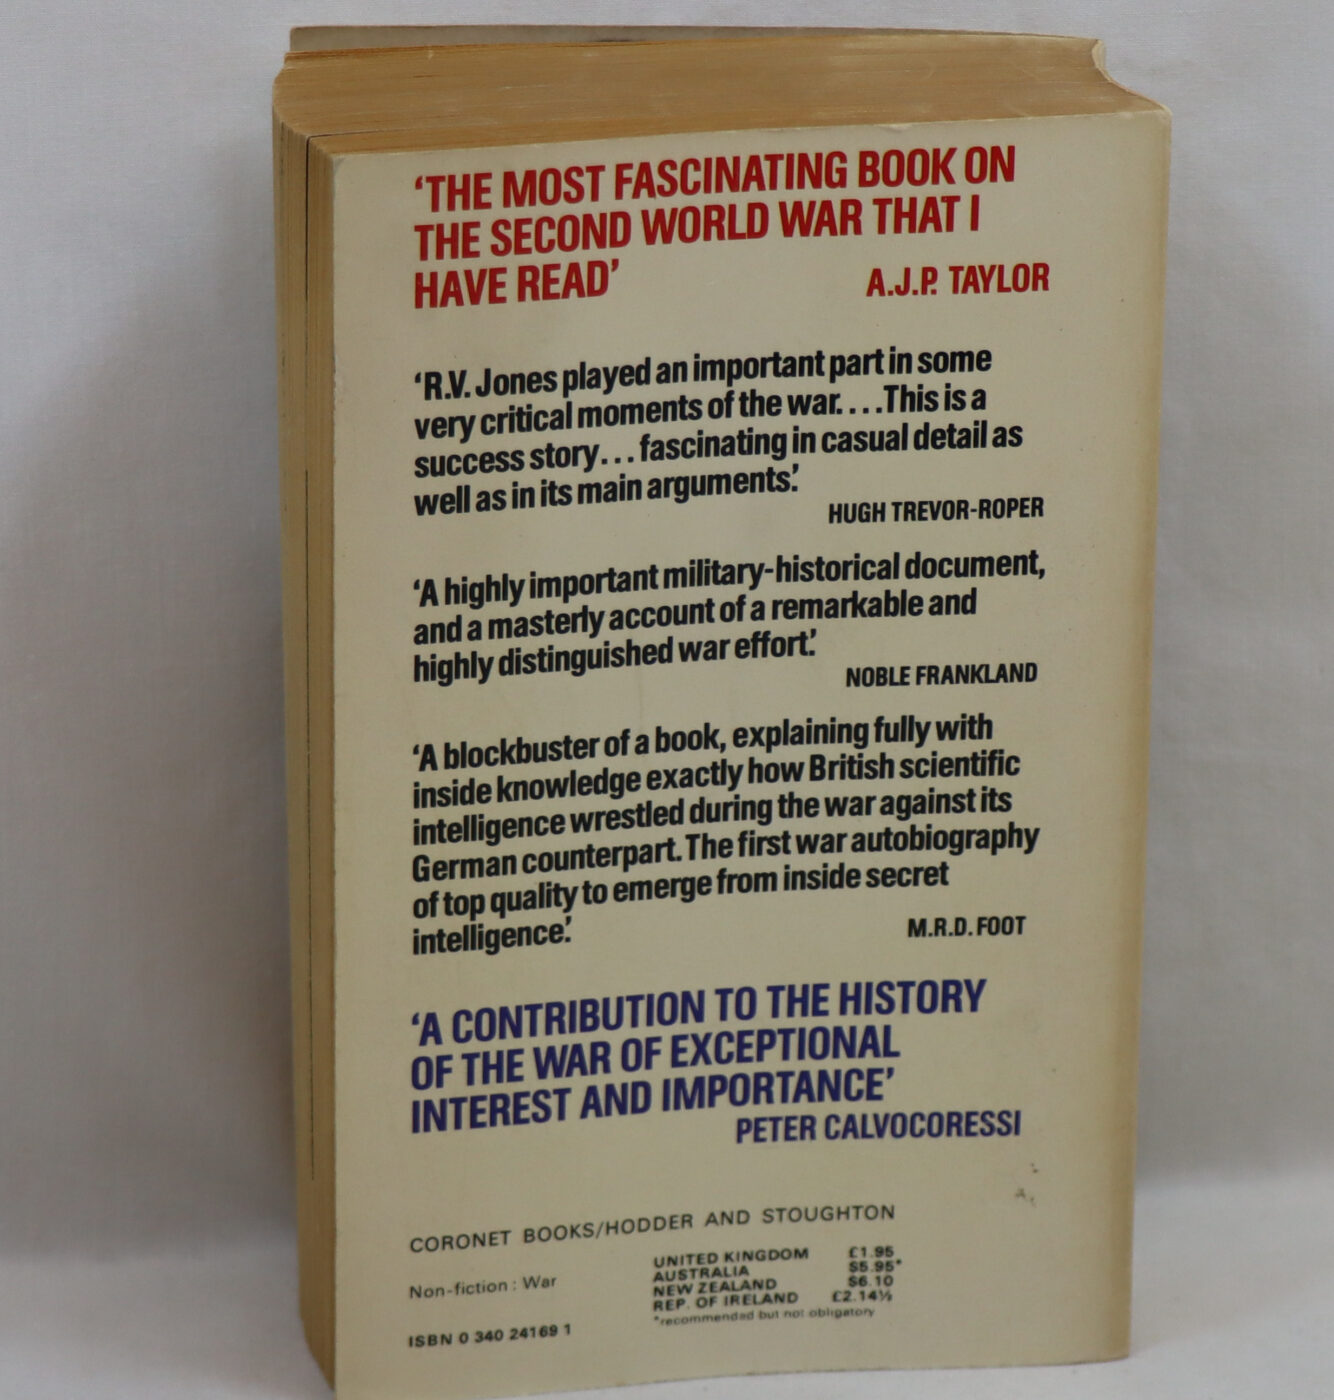 ‘THE MOST FASCINATING BOOK ON
THE SECOND WORLD WAR THAT I
HAVE READ’
A.J.P. TAYLOR
‘R.V. Jones played an important part in some
very critical moments of the war. . . .This is a
success story. . . fascinating in casual detail as
well as in its main arguments.’
HUGH TREVOR-ROPER
‘A highly important military-historical document,
and a masterly account of a remarkable and
highly distinguished war effort.’
NOBLE FRANKLAND
‘A blockbuster of a book, explaining fully with
inside knowledge exactly how British scientific
intelligence wrestled during the war against its
German counterpart. The first war autobiography
of top quality to emerge from inside secret
intelligence.’
M.R.D. FOOT
‘A CONTRIBUTION TO THE HISTORY
OF THE WAR OF EXCEPTIONAL
INTEREST AND IMPORTANCE’
PETER CALVOCORESSI
CORONET BOOKS/HODDER AND STOUGHTON
Non-fiction : War
UNITED KINGDOM £1.95
AUSTRALIA $5.95*
NEW ZEALAND $6.10
REP. OF IRELAND £2.14½
*recommended but not obligatory
ISBN 0 340 24169 1